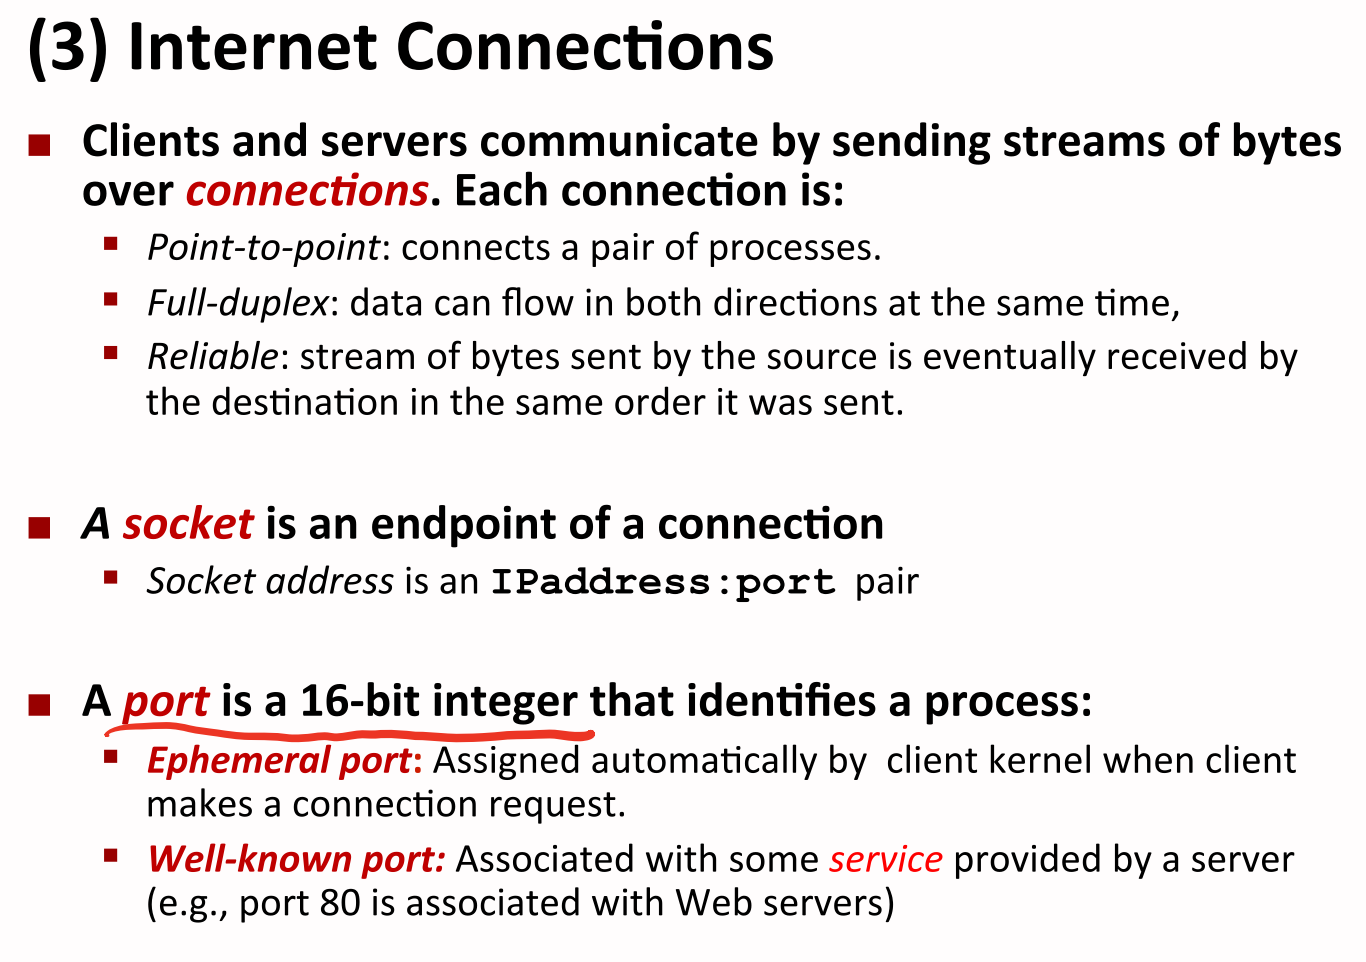 (3) Internet Connections
■ Clients and servers communicate by sending streams of bytes
over connections. Each connection is:
▪ Point-to-point: connects a pair of processes.
▪ Full-duplex: data can flow in both directions at the same time,
▪ Reliable: stream of bytes sent by the source is eventually received by
the destination in the same order it was sent.
■ A socket is an endpoint of a connection
▪ Socket address is an IPaddress:port pair
■ A port is a 16-bit integer that identifies a process:
▪ Ephemeral port: Assigned automatically by client kernel when client
makes a connection request.
▪ Well-known port: Associated with some service provided by a server
(e.g., port 80 is associated with Web servers)